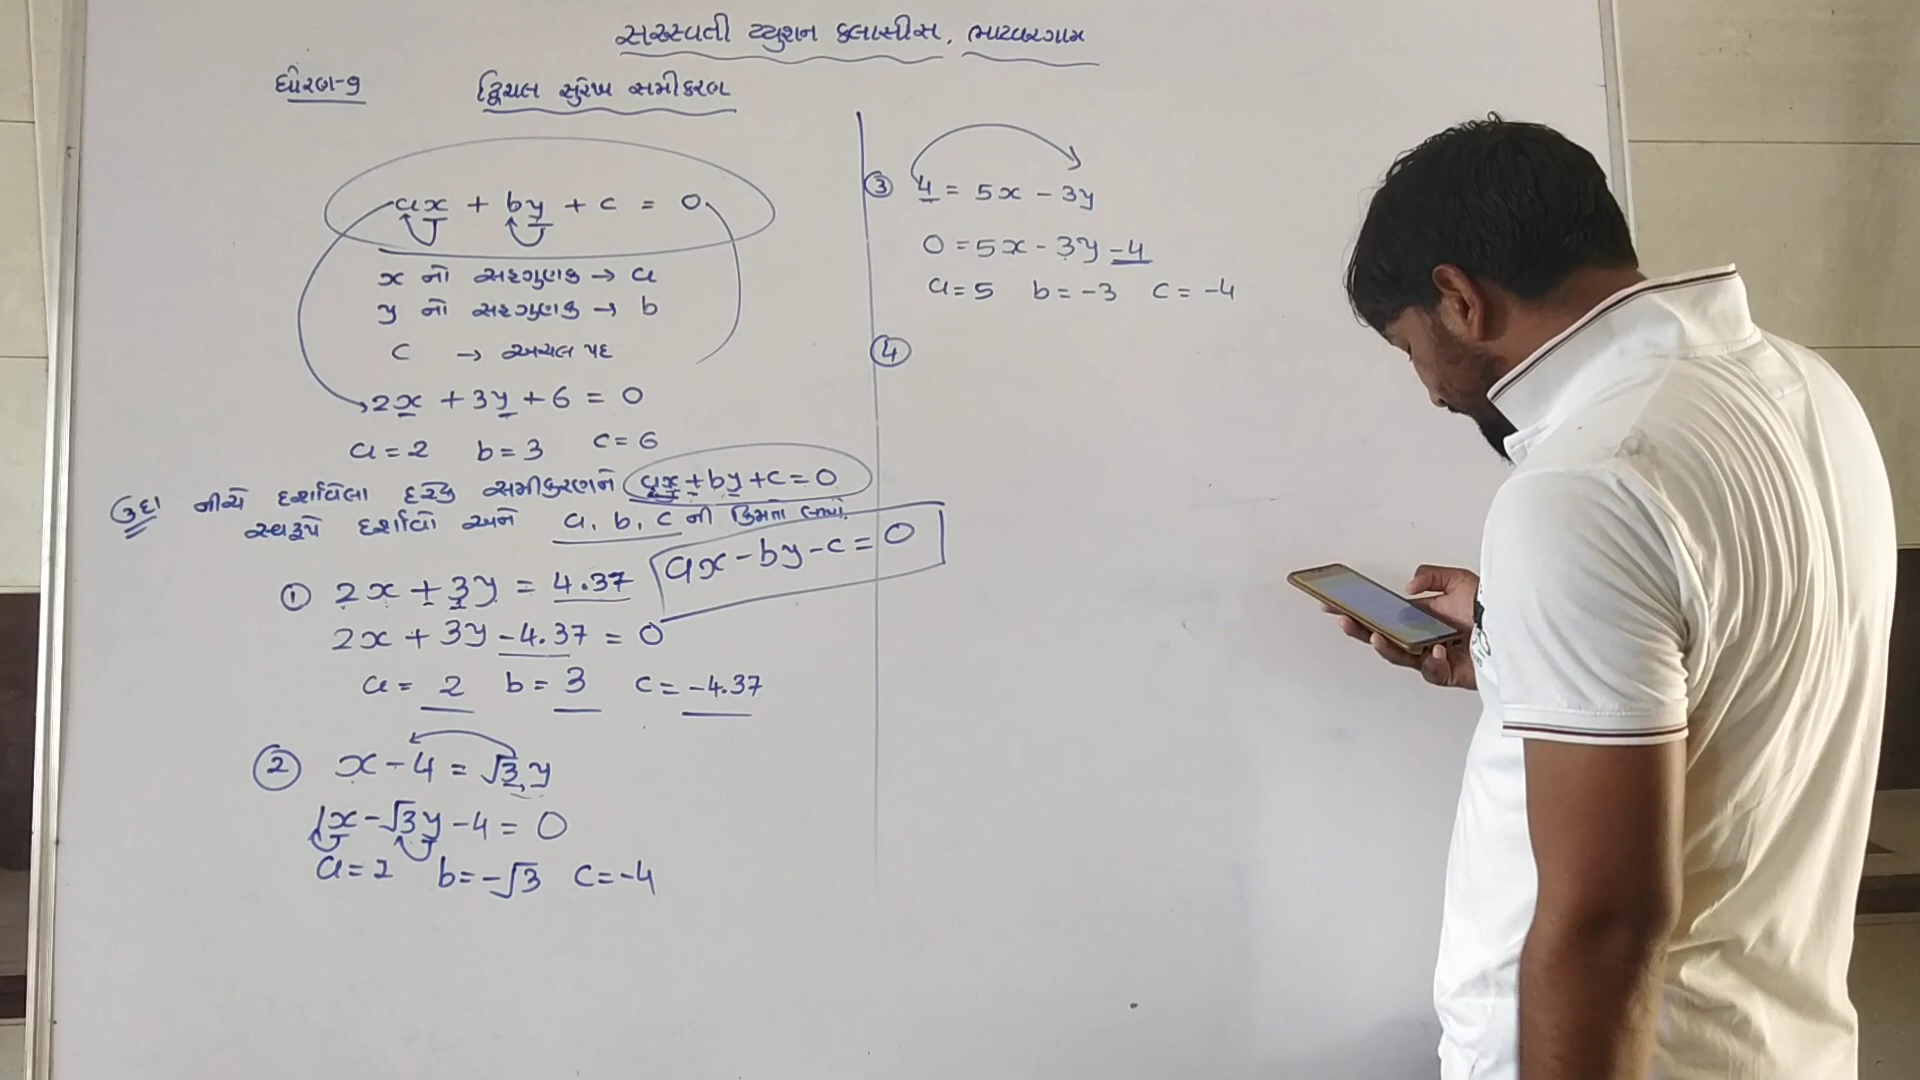 સરસ્વતી ટ્યુશન ક્લાસીસ, ભાટવરગામ
ધોરણ-9
દ્વિચલ સુરેખ સમીકરણ
ax + by + c = 0
x નો સહગુણક → a
y નો સહગુણક → b
c → અચલ પદ
2x + 3y + 6 = 0
a = 2 b = 3 c = 6
ઉદા નીચે દર્શાવેલા દરેક સમીકરણને ax + by + c = 0
સ્વરૂપે દર્શાવો અને a, b, c ની કિંમતો લખો.
ax - by - c = 0
① 2x + 3y = 4.37
2x + 3y - 4.37 = 0
a = 2 b = 3 c = -4.37
② x - 4 = √3 y
1x - √3y - 4 = 0
a = 2 b = -√3 c = -4
③ 4 = 5x - 3y
0 = 5x - 3y - 4
a = 5 b = -3 c = -4
④